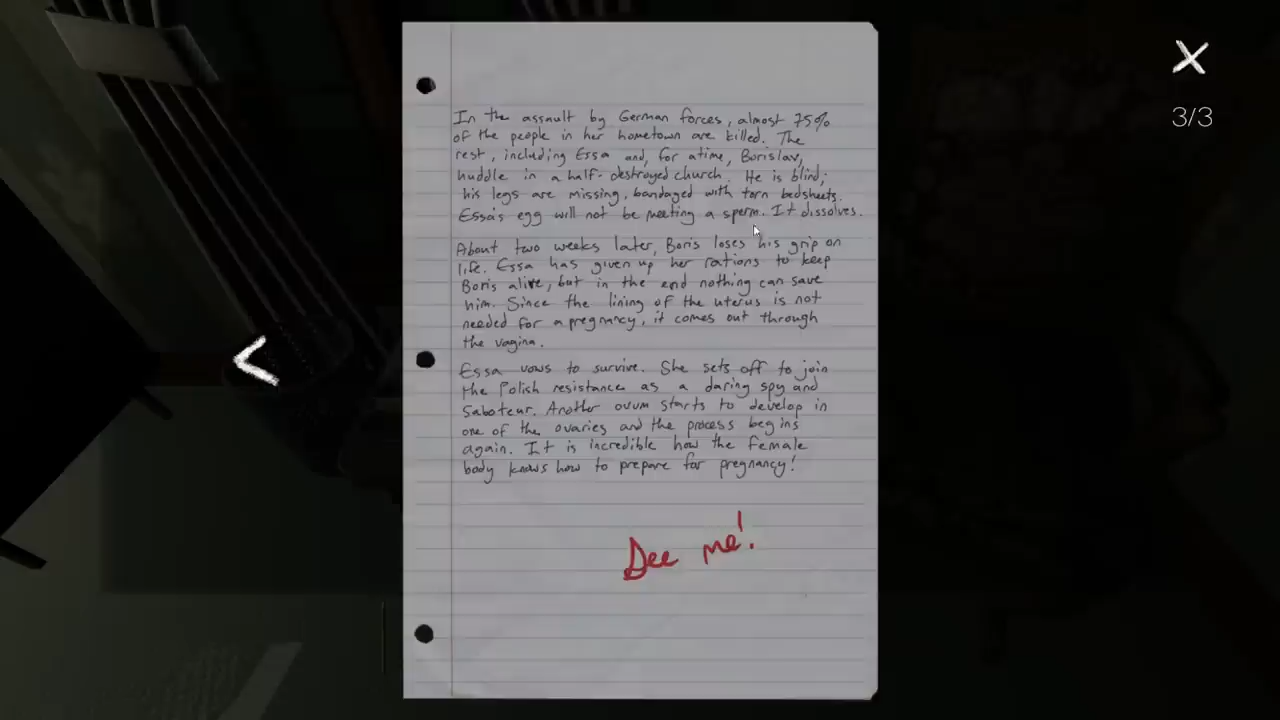 3/3
In the assault by German forces, almost 75%
of the people in her hometown are killed. The
rest, including Essa and, for atime, Borislav,
huddle in a half-destroyed church. He is blind;
his legs are missing, bandaged with torn bedsheets.
Essa's egg will not be meeting a sperm. It dissolves.
About two weeks later, Boris loses his grip on
life. Essa has given up her rations to keep
Boris alive, but in the end nothing can save
him. Since the lining of the uterus is not
needed for a pregnancy, it comes out through
the vagina.
Essa vows to survive. She sets off to join
the Polish resistance as a daring spy and
saboteur. Another ovum starts to develop in
one of the ovaries and the process begins
again. It is incredible how the female
body knows how to prepare for pregnancy!
See me!